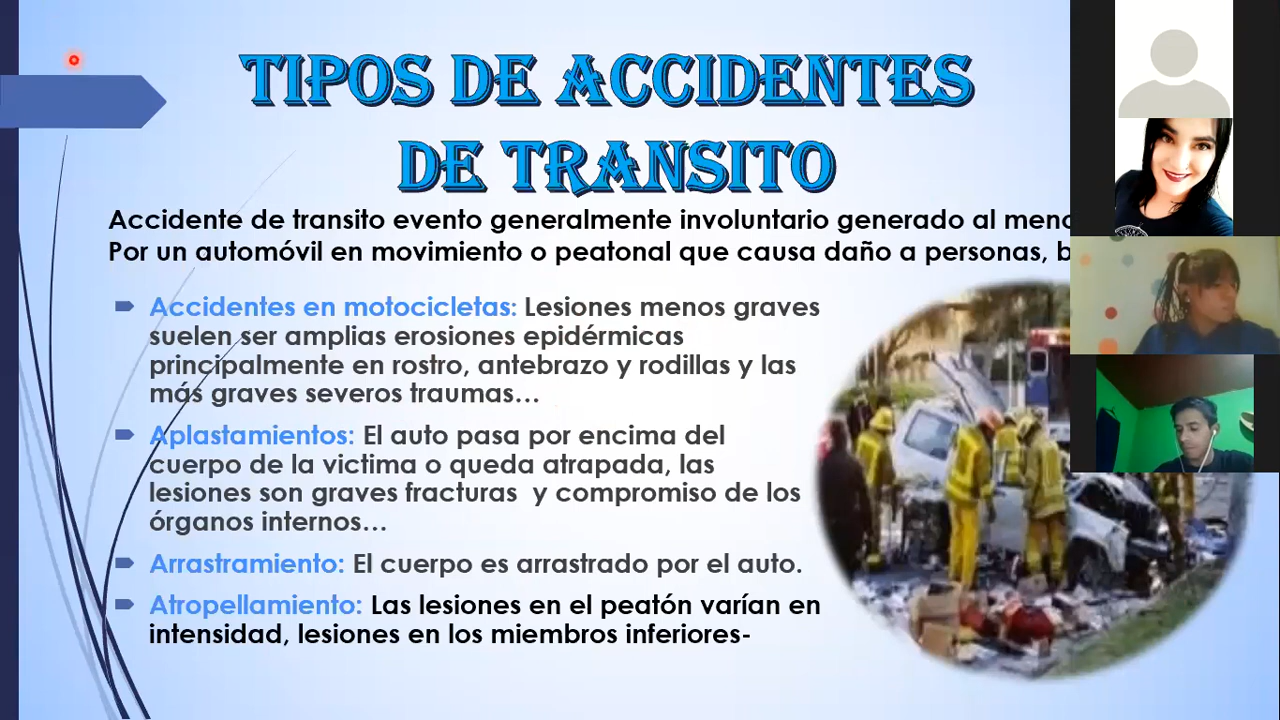 TIPOS DE ACCIDENTES
DE TRANSITO
Accidente de transito evento generalmente involuntario generado al
Por un automóvil en movimiento o peatonal que causa daño a personas,
Accidentes en motocicletas: Lesiones menos graves
suelen ser amplias erosiones epidérmicas
principalmente en rostro, antebrazo y rodillas y las
más graves severos traumas...
Aplastamientos: El auto pasa por encima del
cuerpo de la victima o queda atrapada, las
lesiones son graves fracturas y compromiso de los
órganos internos...
Arrastramiento: El cuerpo es arrastrado por el auto.
Atropellamiento: Las lesiones en el peatón varían en
intensidad, lesiones en los miembros inferiores-